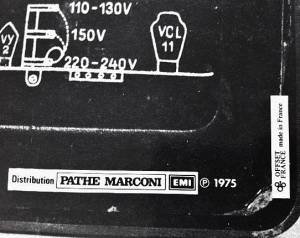 110-130V
VY
2
150V
VCL
11
220-240V
Distribution PATHE MARCONI EMI ℗ 1975
OFFSET
FRANCE made in France